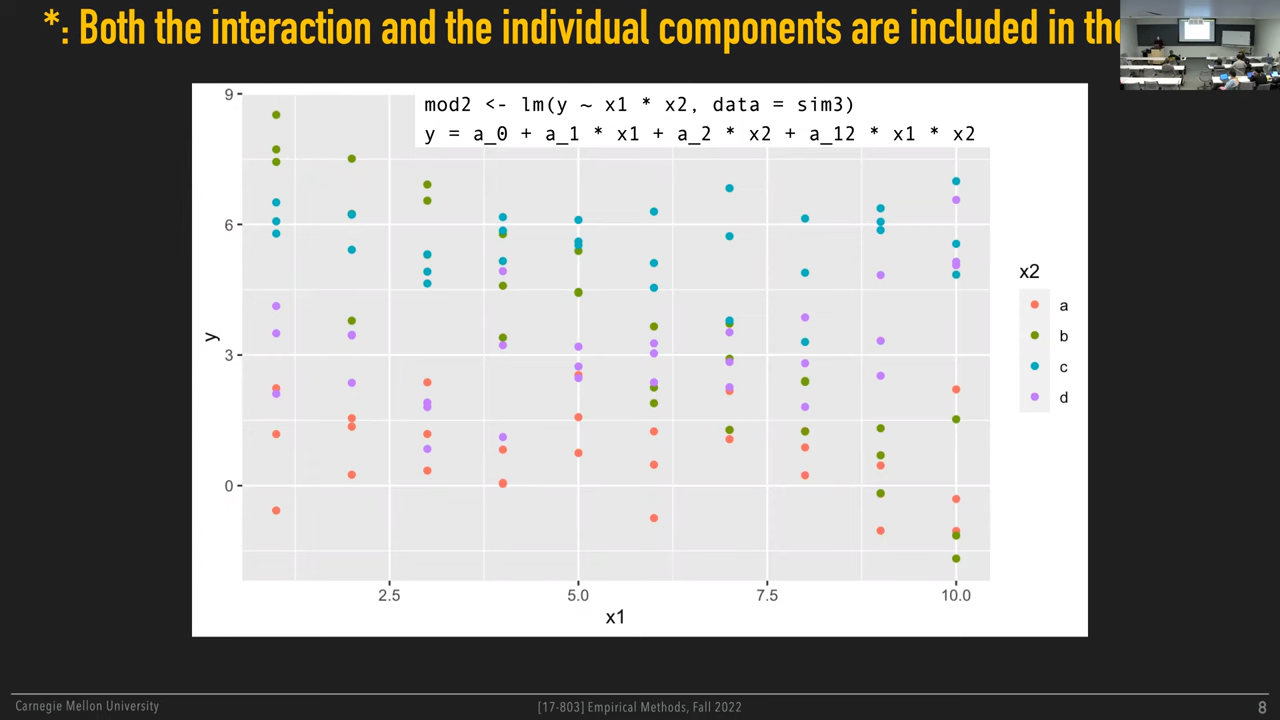 *: Both the interaction and the individual components are included in the
mod2 <- lm(y ~ x1 * x2, data = sim3)
y = a_0 + a_1 * x1 + a_2 * x2 + a_12 * x1 * x2
9
6
3
0
y
2.5
5.0
7.5
10.0
x1
x2
a
b
c
d
Carnegie Mellon University
[17-803] Empirical Methods, Fall 2022
8